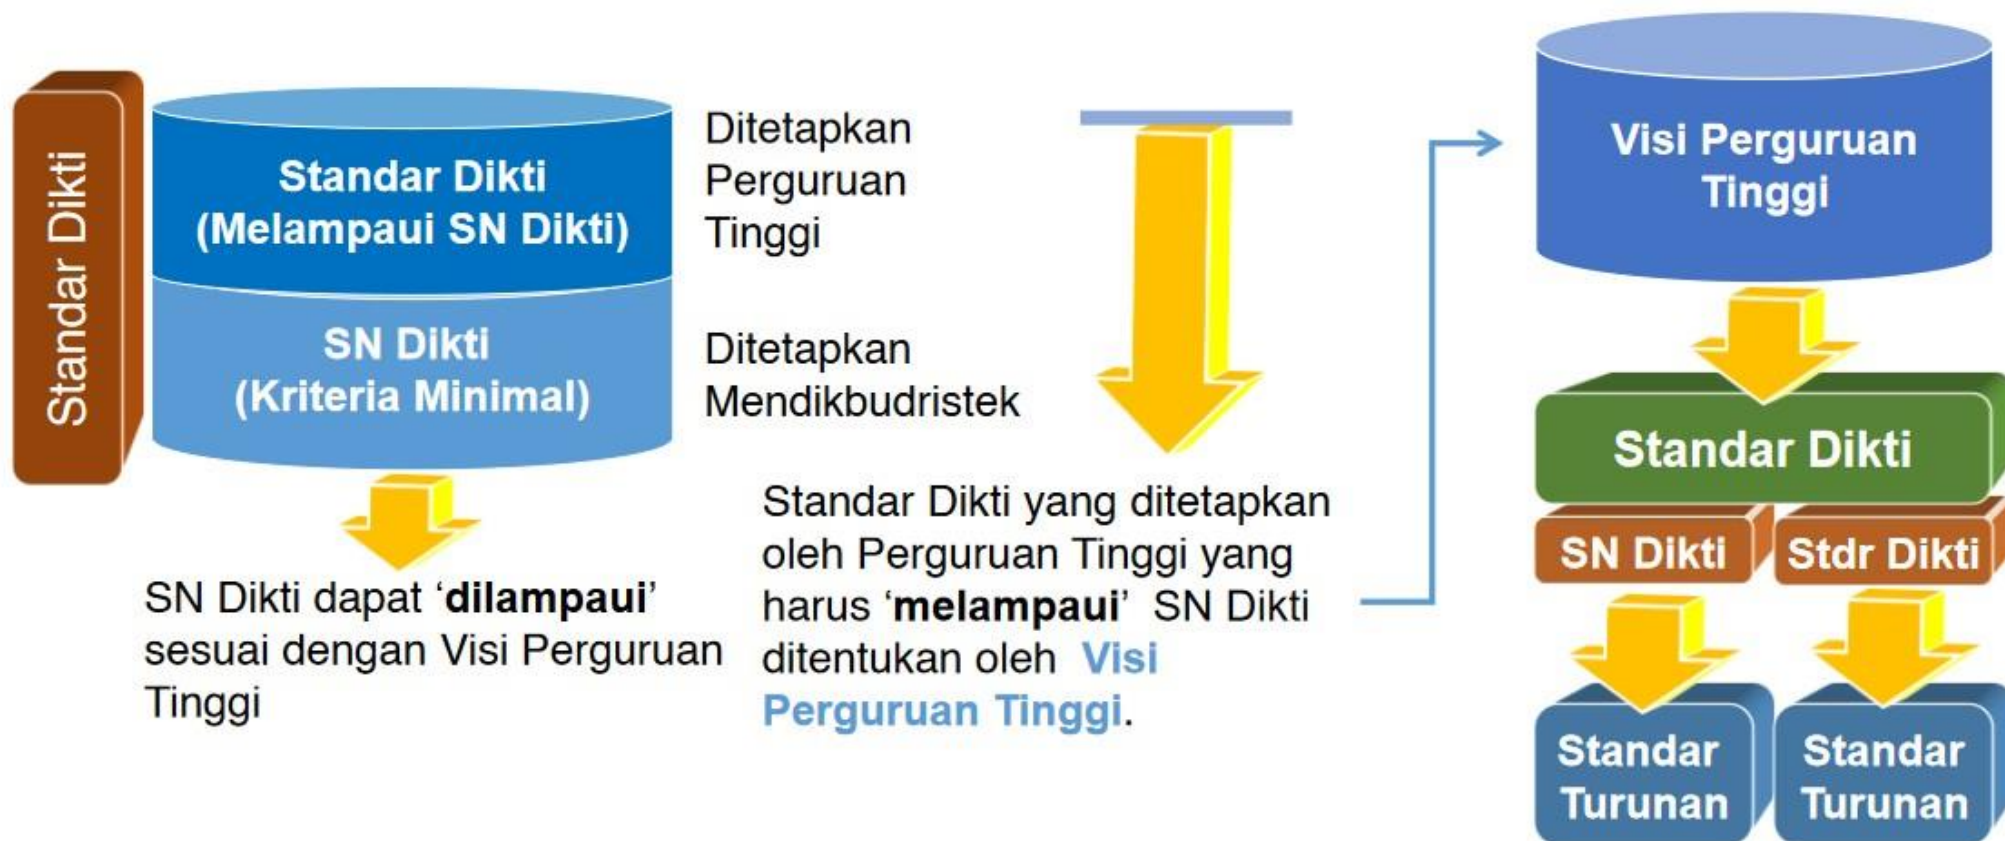 Standar Dikti
Standar Dikti
(Melampaui SN Dikti)
SN Dikti
(Kriteria Minimal)
Ditetapkan
Perguruan
Tinggi
Ditetapkan
Mendikbudristek
SN Dikti dapat ‘dilampaui’
sesuai dengan Visi Perguruan
Tinggi
Standar Dikti yang ditetapkan
oleh Perguruan Tinggi yang
harus ‘melampaui’ SN Dikti
ditentukan oleh Visi
Perguruan Tinggi.
Visi Perguruan
Tinggi
Standar Dikti
SN Dikti
Stdr Dikti
Standar
Turunan
Standar
Turunan